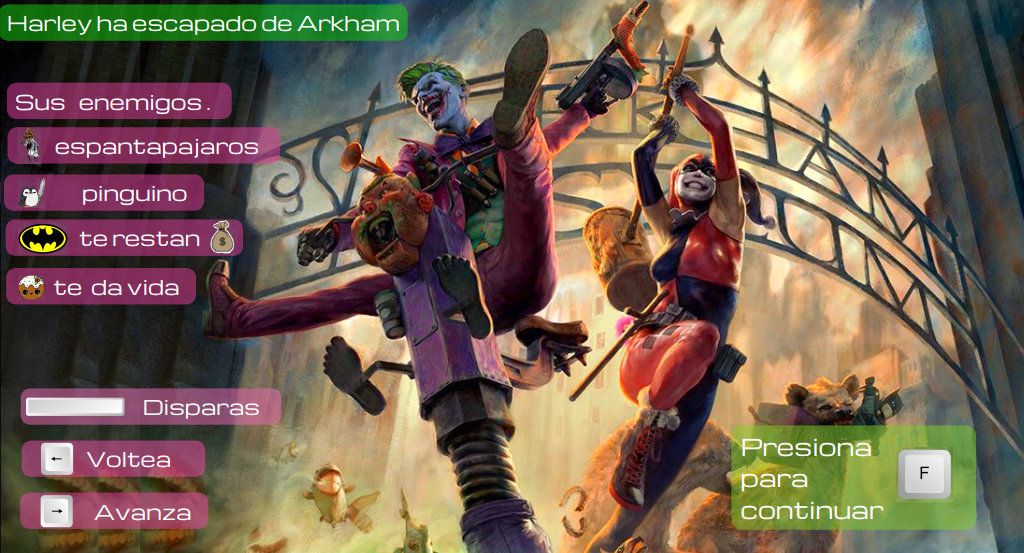 Harley ha escapado de Arkham
Sus enemigos.
espantapajaros
pinguino
te restan $
te da vida
Disparas
← Voltea
→ Avanza
Presiona
para
continuar
F